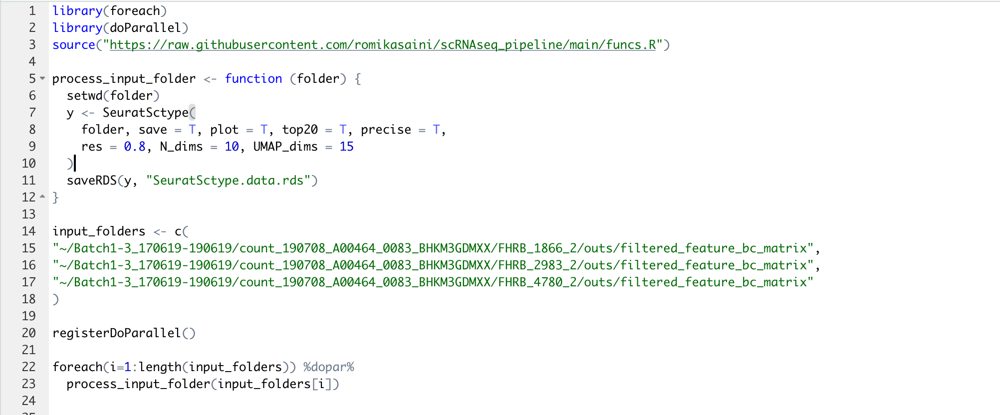 1 library(foreach)
2 library(doParallel)
3 source("https://raw.githubusercontent.com/romikasaini/scRNAseq_pipeline/main/funcs.R")
4
5 process_input_folder <- function (folder) {
6   setwd(folder)
7   y <- SeuratSctype(
8     folder, save = T, plot = T, top20 = T, precise = T,
9     res = 0.8, N_dims = 10, UMAP_dims = 15
10   )
11   saveRDS(y, "SeuratSctype.data.rds")
12 }
13
14 input_folders <- c(
15 "~/Batch1-3_170619-190619/count_190708_A00464_0083_BHKM3GDMXX/FHRB_1866_2/outs/filtered_feature_bc_matrix",
16 "~/Batch1-3_170619-190619/count_190708_A00464_0083_BHKM3GDMXX/FHRB_2983_2/outs/filtered_feature_bc_matrix",
17 "~/Batch1-3_170619-190619/count_190708_A00464_0083_BHKM3GDMXX/FHRB_4780_2/outs/filtered_feature_bc_matrix"
18 )
19
20 registerDoParallel()
21
22 foreach(i=1:length(input_folders)) %dopar%
23   process_input_folder(input_folders[i])
24